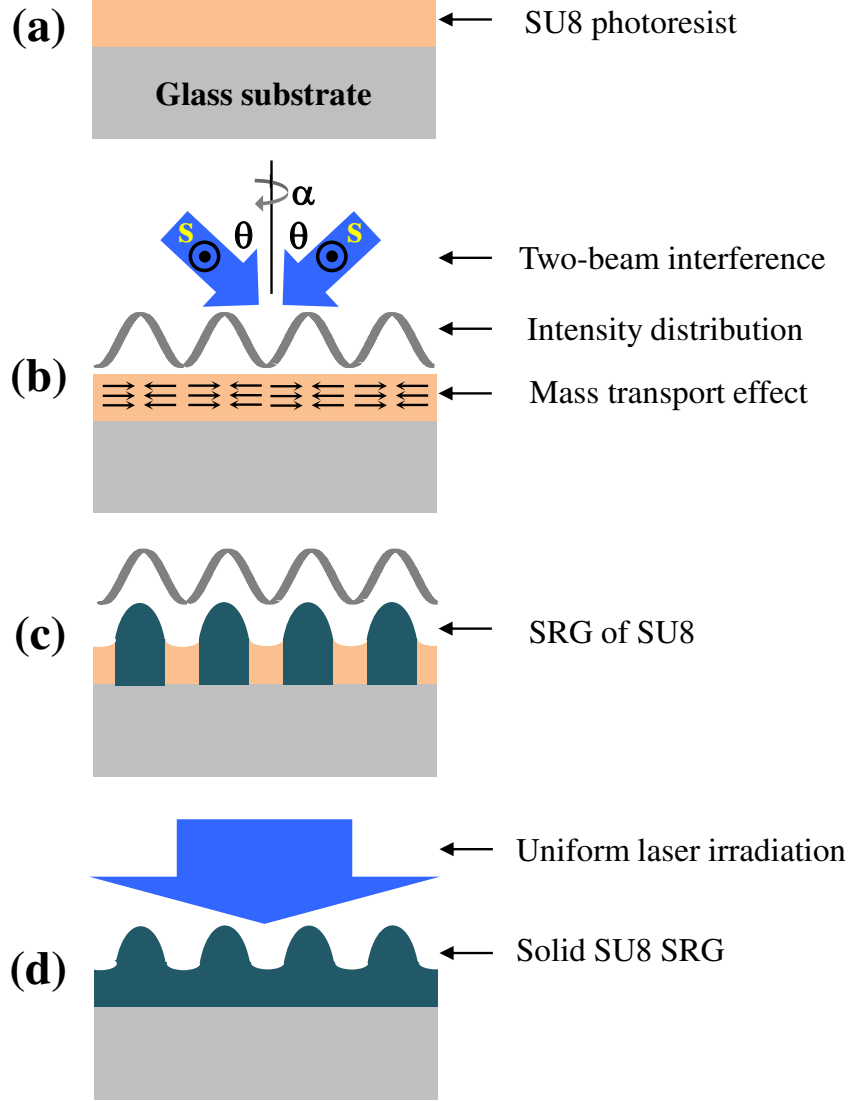 (a)
SU8 photoresist
Glass substrate
α
S θ θ S
Two-beam interference
Intensity distribution
(b)
Mass transport effect
(c)
SRG of SU8
Uniform laser irradiation
(d)
Solid SU8 SRG